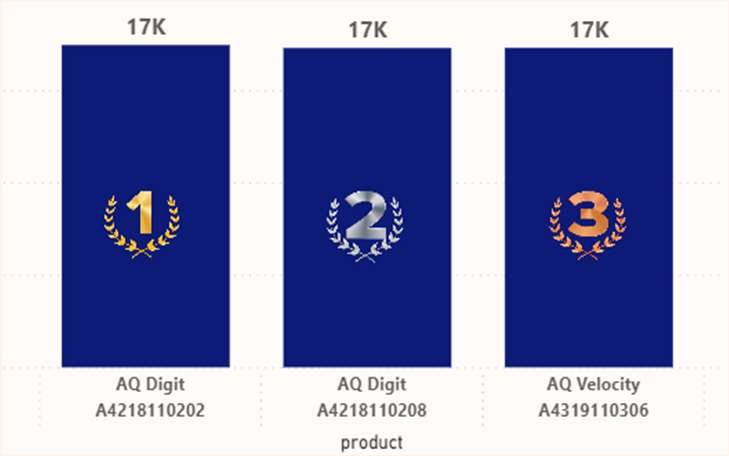 17K 17K 17K
1 2 3
AQ Digit AQ Digit AQ Velocity
A4218110202 A4218110208 A4319110306
product